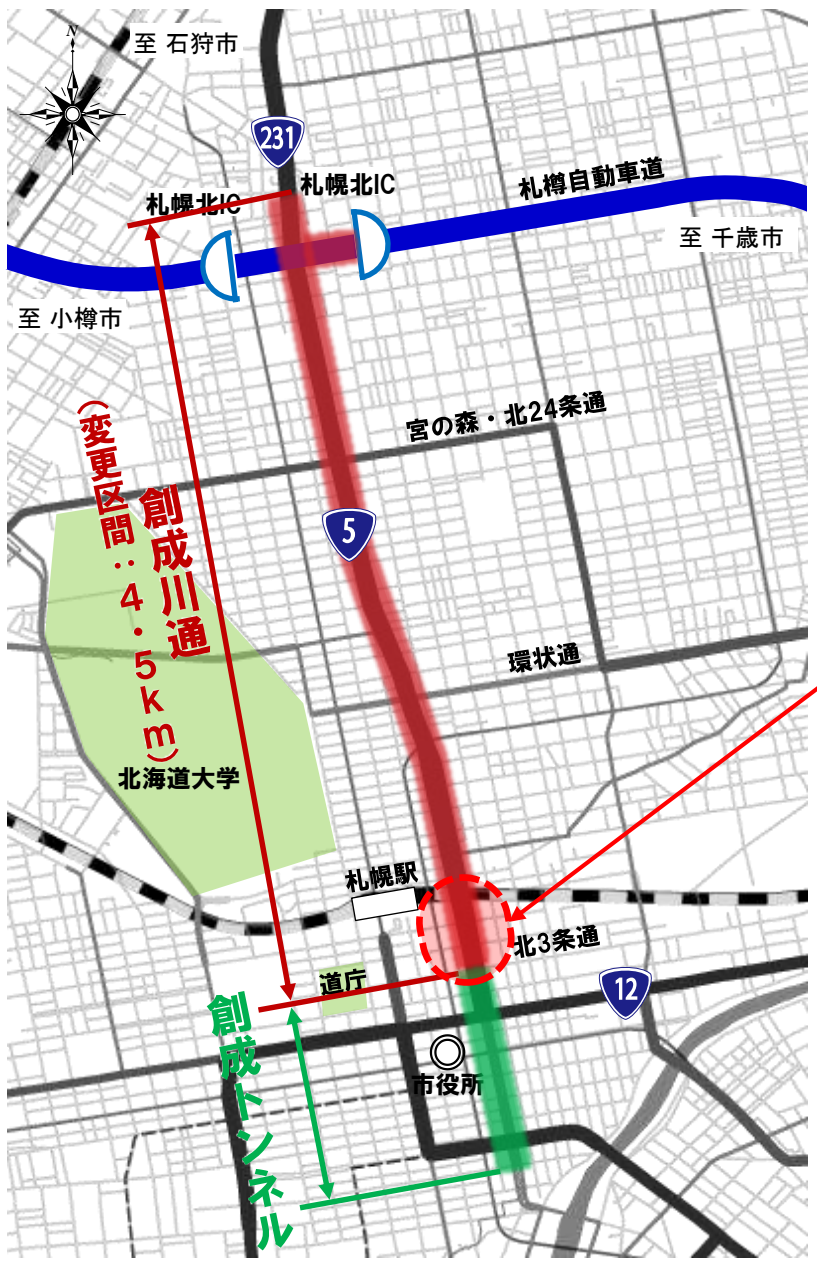 N
至 石狩市
231
札幌北IC
札幌北IC
札樽自動車道
至 千歳市
至 小樽市
宮の森・北24条通
(変更区間:4.5km)
創成川通
5
環状通
北海道大学
札幌駅
北3条通
道庁
12
創成トンネル
市役所